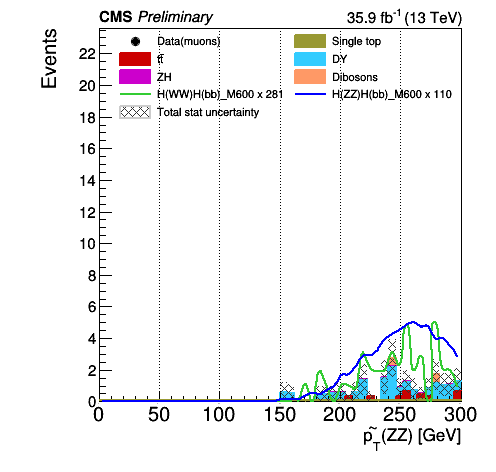 CMS Preliminary 35.9 fb⁻¹ (13 TeV)
Events
Data(muons) Single top
tt̄ DY
ZH Dibosons
H(WW)H(bb)_M600 x 281 H(ZZ)H(bb)_M600 x 110
Total stat uncertainty
22
20
18
16
14
12
10
8
6
4
2
0
0 50 100 150 200 250 300
p̃_T(ZZ) [GeV]